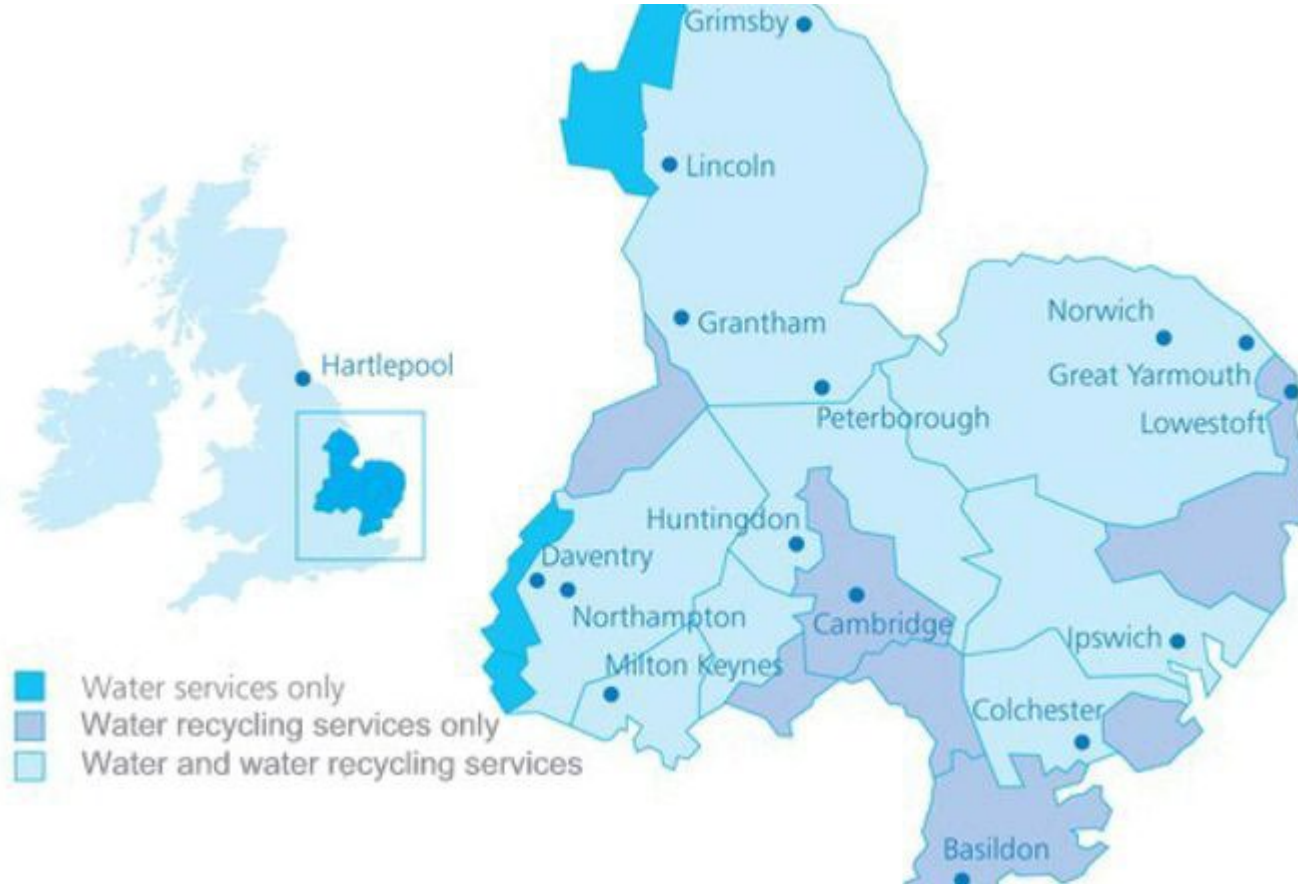 Grimsby
Lincoln
Grantham
Norwich
Hartlepool
Great Yarmouth
Peterborough
Lowestoft
Huntingdon
Daventry
Northampton
Cambridge
Ipswich
Milton Keynes
Water services only
Colchester
Water recycling services only
Water and water recycling services
Basildon